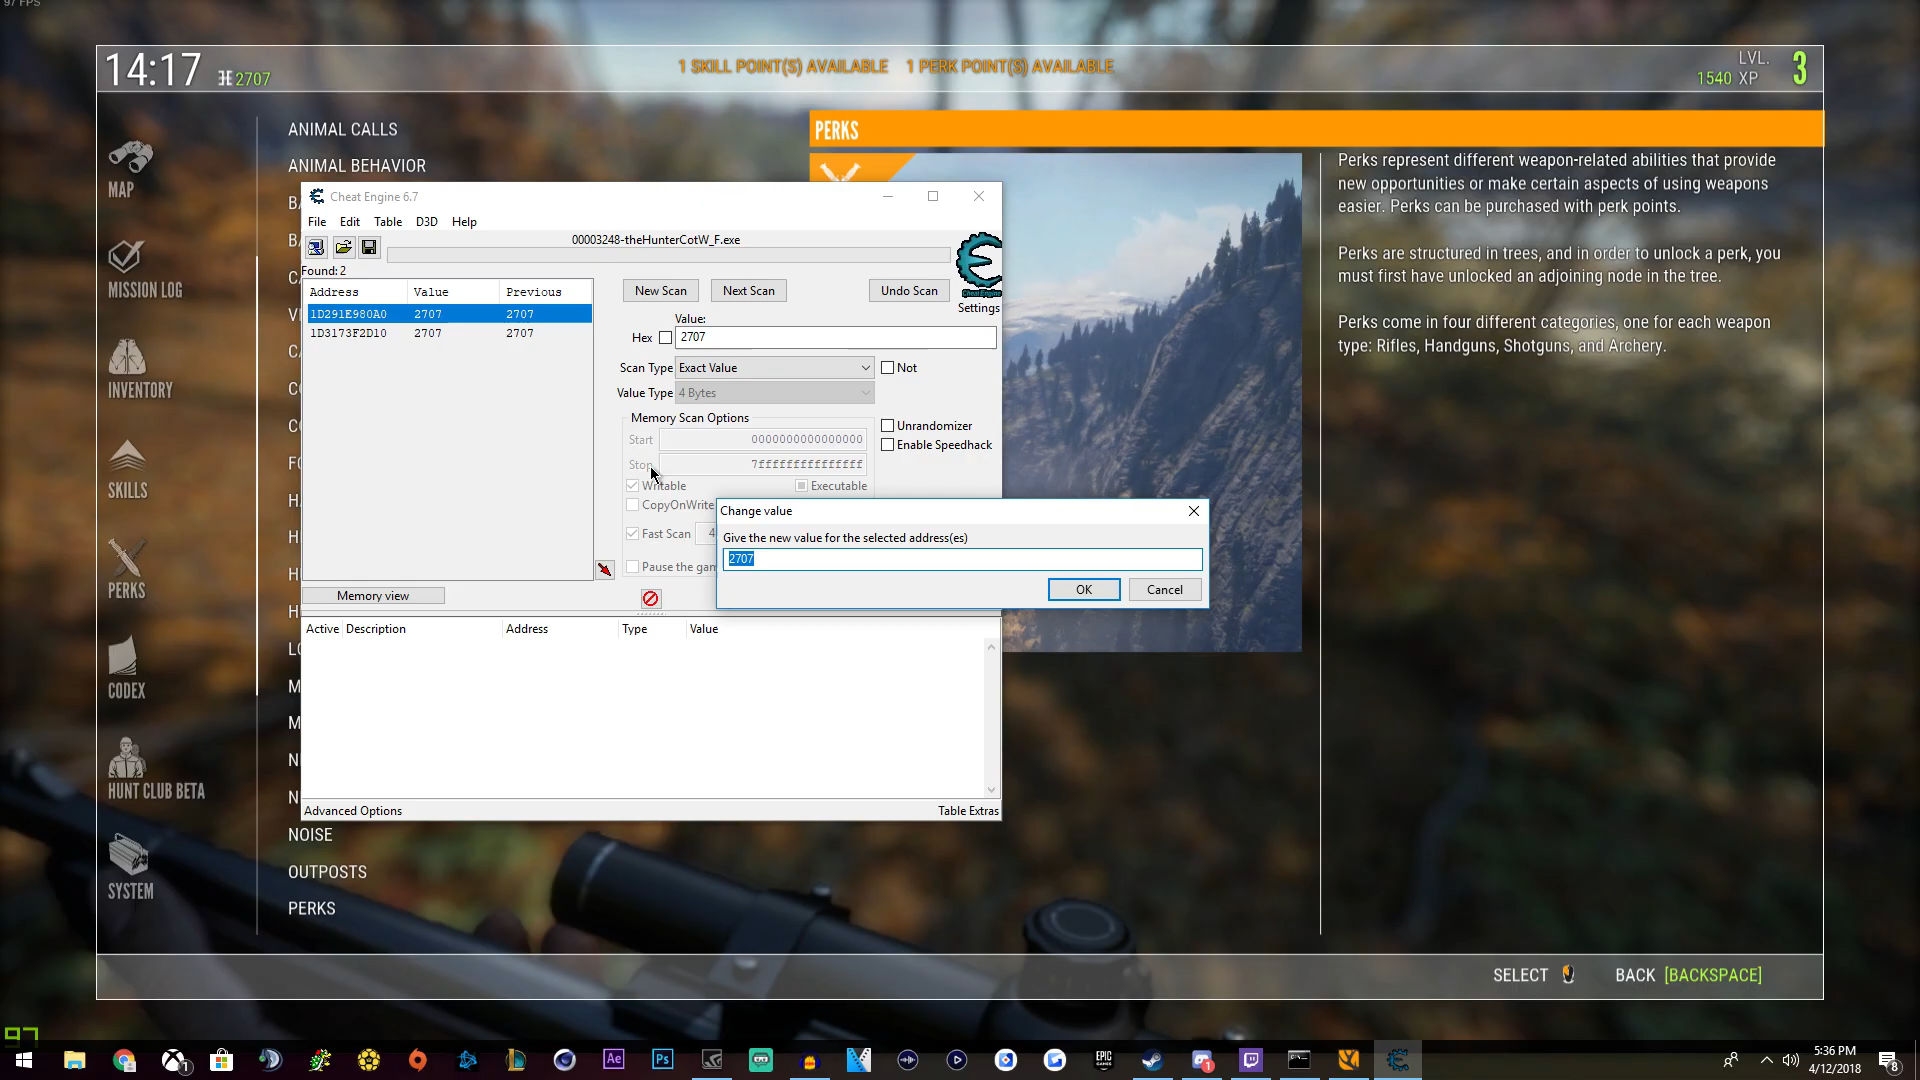 97 FPS
14:17 2707
1 SKILL POINT(S) AVAILABLE 1 PERK POINT(S) AVAILABLE
LVL. 3
1540 XP
MAP
MISSION LOG
INVENTORY
SKILLS
PERKS
CODEX
HUNT CLUB BETA
SYSTEM
ANIMAL CALLS
ANIMAL BEHAVIOR
NOISE
OUTPOSTS
PERKS
PERKS
Perks represent different weapon-related abilities that provide
new opportunities or make certain aspects of using weapons
easier. Perks can be purchased with perk points.
Perks are structured in trees, and in order to unlock a perk, you
must first have unlocked an adjoining node in the tree.
Perks come in four different categories, one for each weapon
type: Rifles, Handguns, Shotguns, and Archery.
Cheat Engine 6.7
File Edit Table D3D Help
00003248-theHunterCotW_F.exe
Found: 2
Address Value Previous
1D291E980A0 2707 2707
1D3173F2D10 2707 2707
New Scan Next Scan Undo Scan
Settings
Value:
Hex 2707
Scan Type Exact Value Not
Value Type 4 Bytes
Memory Scan Options
Start 0000000000000000
Stop 7fffffffffffffff
Unrandomizer
Enable Speedhack
Writable Executable
CopyOnWrite
Fast Scan 4
Pause the gam
Memory view
Change value
Give the new value for the selected address(es)
2707
OK Cancel
Active Description Address Type Value
Advanced Options Table Extras
SELECT BACK [BACKSPACE]
97
Ae Ps EPIC GAMES
5:36 PM
4/12/2018